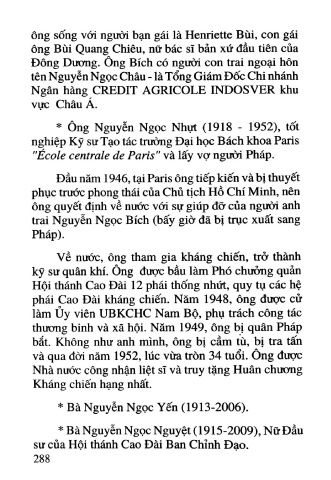 ông sống với người bạn gái là Henriette Bùi, con gái
ông Bùi Quang Chiêu, nữ bác sĩ bản xứ đầu tiên của
Đông Dương. Ông Bích có người con trai ngoại hôn
tên Nguyễn Ngọc Châu - là Tổng Giám Đốc Chi nhánh
Ngân hàng CREDIT AGRICOLE INDOSVER khu
vực Châu Á.
* Ông Nguyễn Ngọc Nhựt (1918 - 1952), tốt
nghiệp Kỹ sư Tạo tác trường Đại học Bách khoa Paris
"École centrale de Paris" và lấy vợ người Pháp.
Đầu năm 1946, tại Paris ông tiếp kiến và bị thuyết
phục trước phong thái của Chủ tịch Hồ Chí Minh, nên
ông quyết định về nước với sự giúp đỡ của người anh
trai Nguyễn Ngọc Bích (bấy giờ đã bị trục xuất sang
Pháp).
Về nước, ông tham gia kháng chiến, trở thành
kỹ sư quân khí. Ông được bầu làm Phó chưởng quản
Hội thánh Cao Đài 12 phái thống nhứt, quy tụ các hệ
phái Cao Đài kháng chiến. Năm 1948, ông được cử
làm Ủy viên UBKCHC Nam Bộ, phụ trách công tác
thương binh và xã hội. Năm 1949, ông bị quân Pháp
bắt. Không như anh mình, ông bị cầm tù, bị tra tấn
và qua đời năm 1952, lúc vừa tròn 34 tuổi. Ông được
Nhà nước công nhận liệt sĩ và truy tặng Huân chương
Kháng chiến hạng nhất.
* Bà Nguyễn Ngọc Yến (1913-2006).
* Bà Nguyễn Ngọc Nguyệt (1915-2009), Nữ Đầu
sư của Hội thánh Cao Đài Ban Chỉnh Đạo.
288